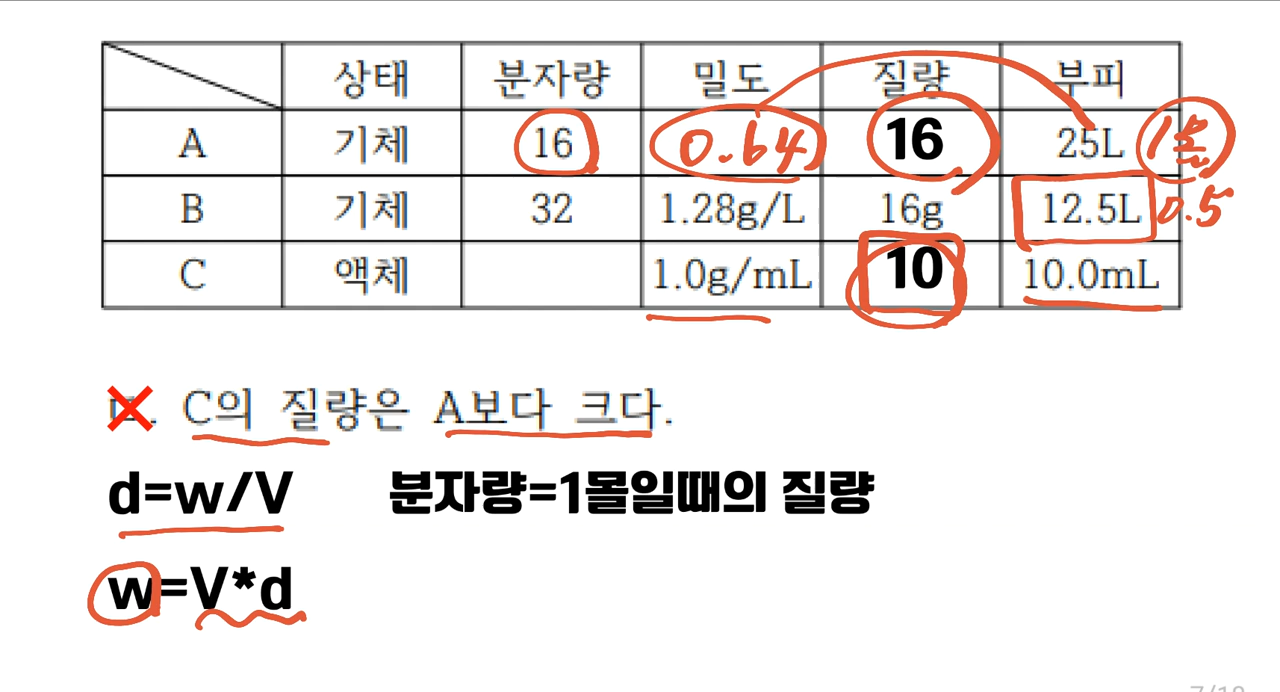 상태 분자량 밀도 질량 부피
A 기체 16 0.64 16 25L 1몰
B 기체 32 1.28g/L 16g 12.5L 0.5
C 액체 1.0g/mL 10 10.0mL
ㄷ. C의 질량은 A보다 크다.
d=w/V 분자량=1몰일때의 질량
w=V*d